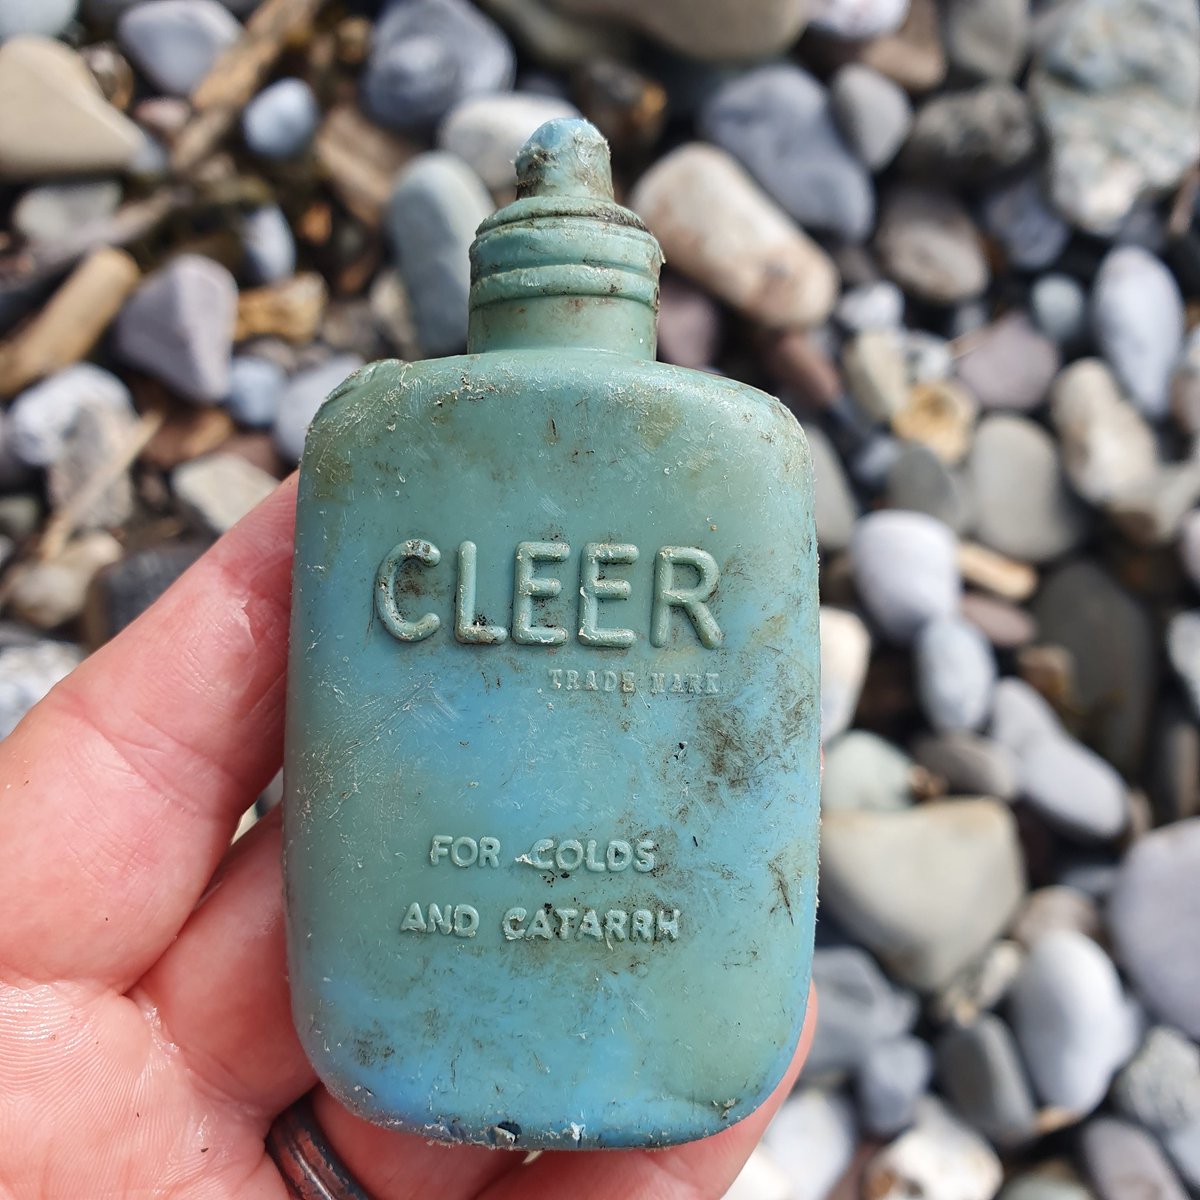 CLEER
TRADE MARK
FOR COLDS
AND CATARRH